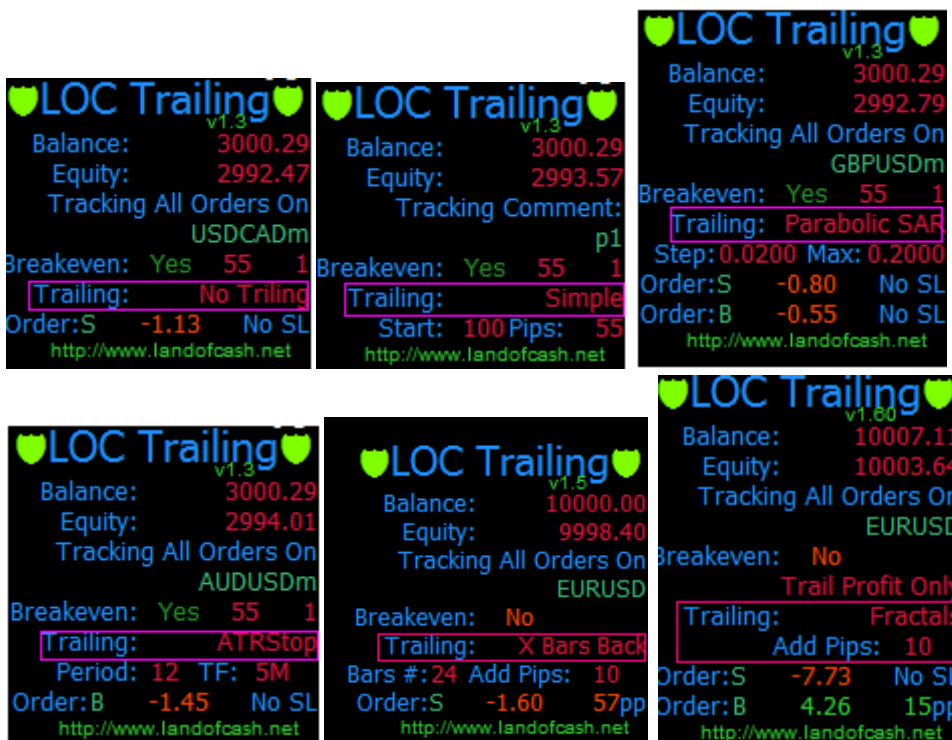 LOC Trailing
v1.3
Balance: 3000.29
Equity: 2992.47
Tracking All Orders On
USDCADm
Breakeven: Yes 55 1
Trailing: No Triling
Order:S -1.13 No SL
http://www.landofcash.net
LOC Trailing
v1.3
Balance: 3000.29
Equity: 2993.57
Tracking Comment:
p1
Breakeven: Yes 55 1
Trailing: Simple
Start: 100 Pips: 55
http://www.landofcash.net
LOC Trailing
v1.3
Balance: 3000.29
Equity: 2992.79
Tracking All Orders On
GBPUSDm
Breakeven: Yes 55 1
Trailing: Parabolic SAR
Step: 0.0200 Max: 0.2000
Order:S -0.80 No SL
Order:B -0.55 No SL
http://www.landofcash.net
LOC Trailing
v1.3
Balance: 3000.29
Equity: 2994.01
Tracking All Orders On
AUDUSDm
Breakeven: Yes 55 1
Trailing: ATRStop
Period: 12 TF: 5M
Order:B -1.45 No SL
http://www.landofcash.net
LOC Trailing
v1.5
Balance: 10000.00
Equity: 9998.40
Tracking All Orders On
EURUSD
Breakeven: No
Trailing: X Bars Back
Bars #: 24 Add Pips: 10
Order:S -1.60 57pp
http://www.landofcash.net
LOC Trailing
v1.60
Balance: 10007.11
Equity: 10003.64
Tracking All Orders On
EURUSD
Breakeven: No
Trail Profit Only
Trailing: Fractals
Add Pips: 10
Order:S -7.73 No SL
Order:B 4.26 15pp
http://www.landofcash.net